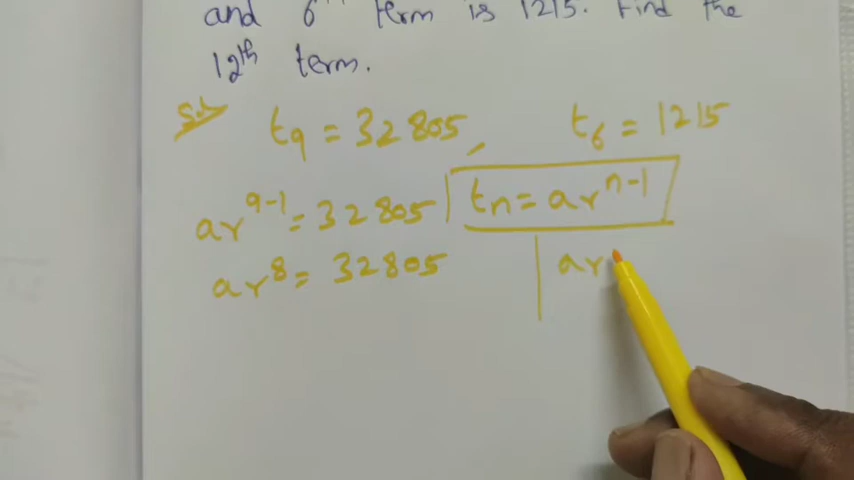 and 6th term is 1215. Find the
12th term.
Sol
t9 = 32805, t6 = 1215
ar^9-1 = 32805 tn = ar^n-1
ar^8 = 32805 ar